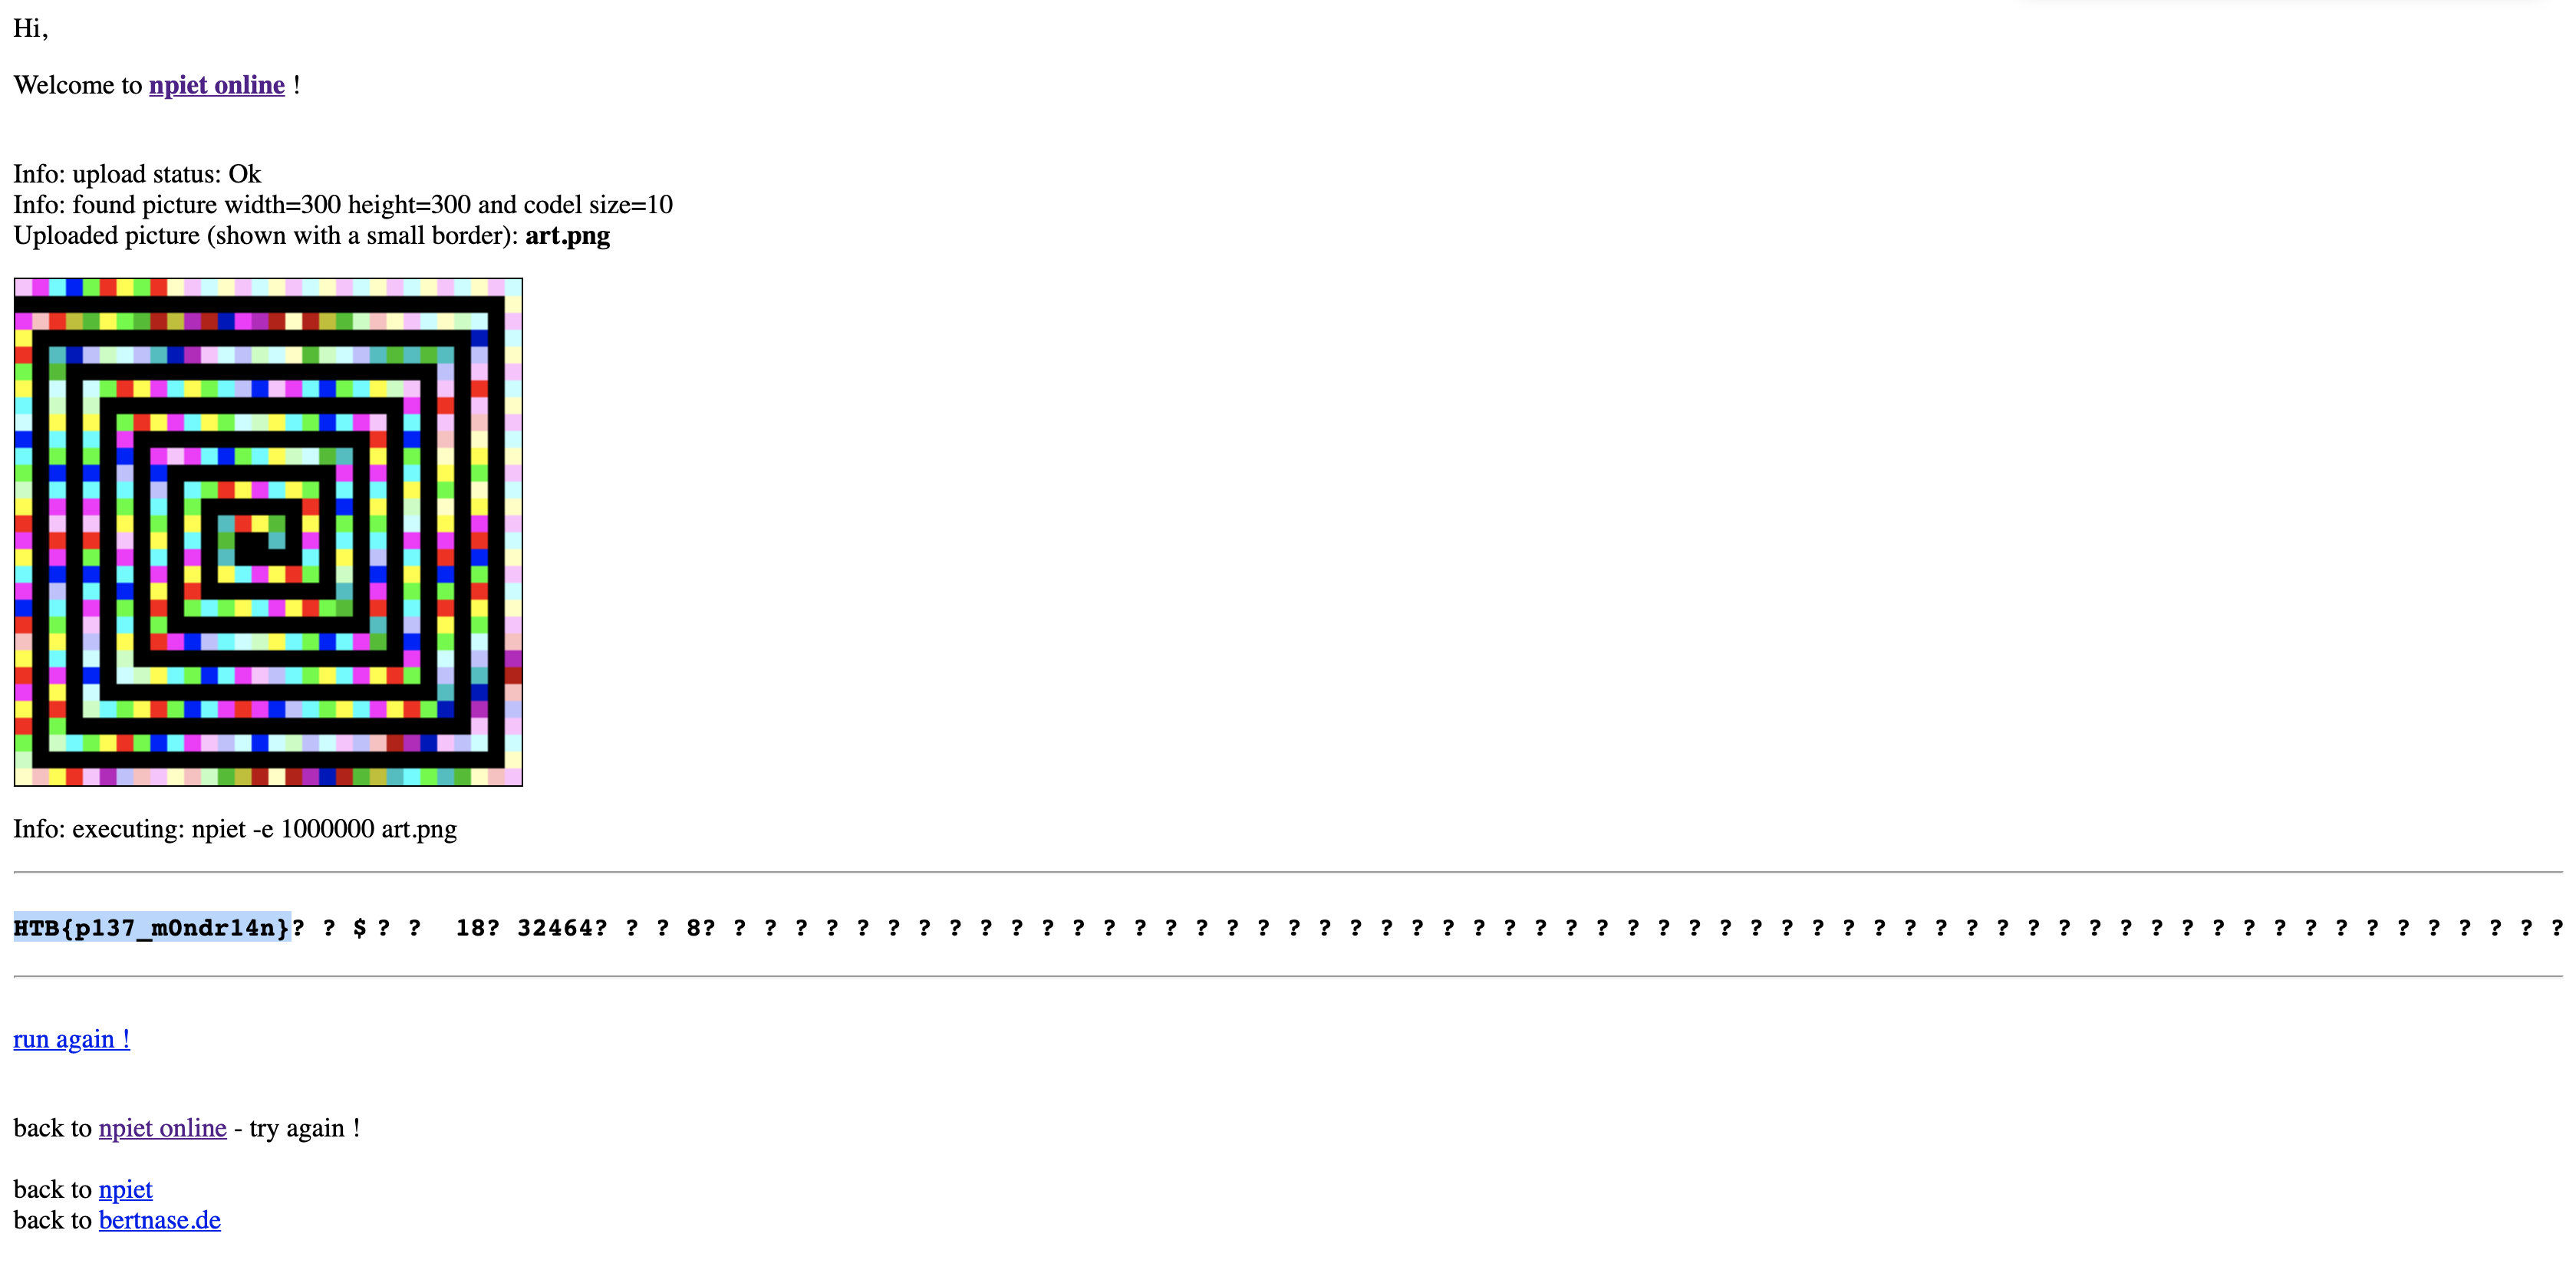 Hi,
Welcome to npiet online !
Info: upload status: Ok
Info: found picture width=300 height=300 and codel size=10
Uploaded picture (shown with a small border): art.png
Info: executing: npiet -e 1000000 art.png
HTB{p137_m0ndr14n}? ? $ ? ?  18? 32464? ? ? 8? ? ? ? ? ? ? ? ? ? ? ? ? ? ? ? ? ? ? ? ? ? ? ? ? ? ? ? ? ? ? ? ? ? ? ? ? ? ? ? ? ? ? ? ? ? ? ? ? ? ? ? ? ? ? ? ? ? ? ?
run again !
back to npiet online - try again !
back to npiet
back to bertnase.de